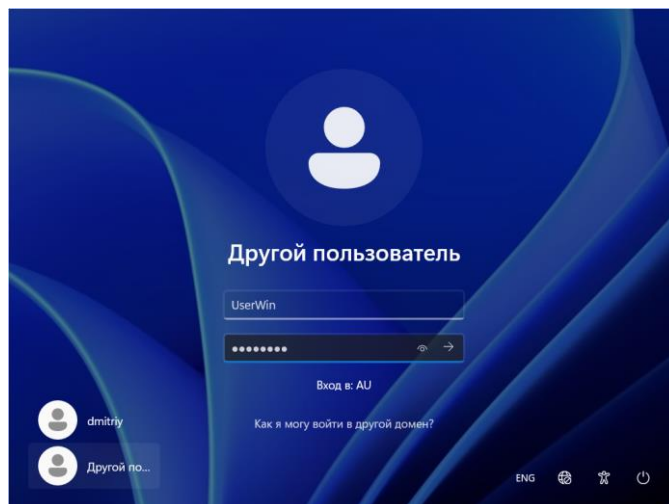 Другой пользователь
UserWin
Вход в: AU
Как я могу войти в другой домен?
dmitriy
Другой по...
ENG